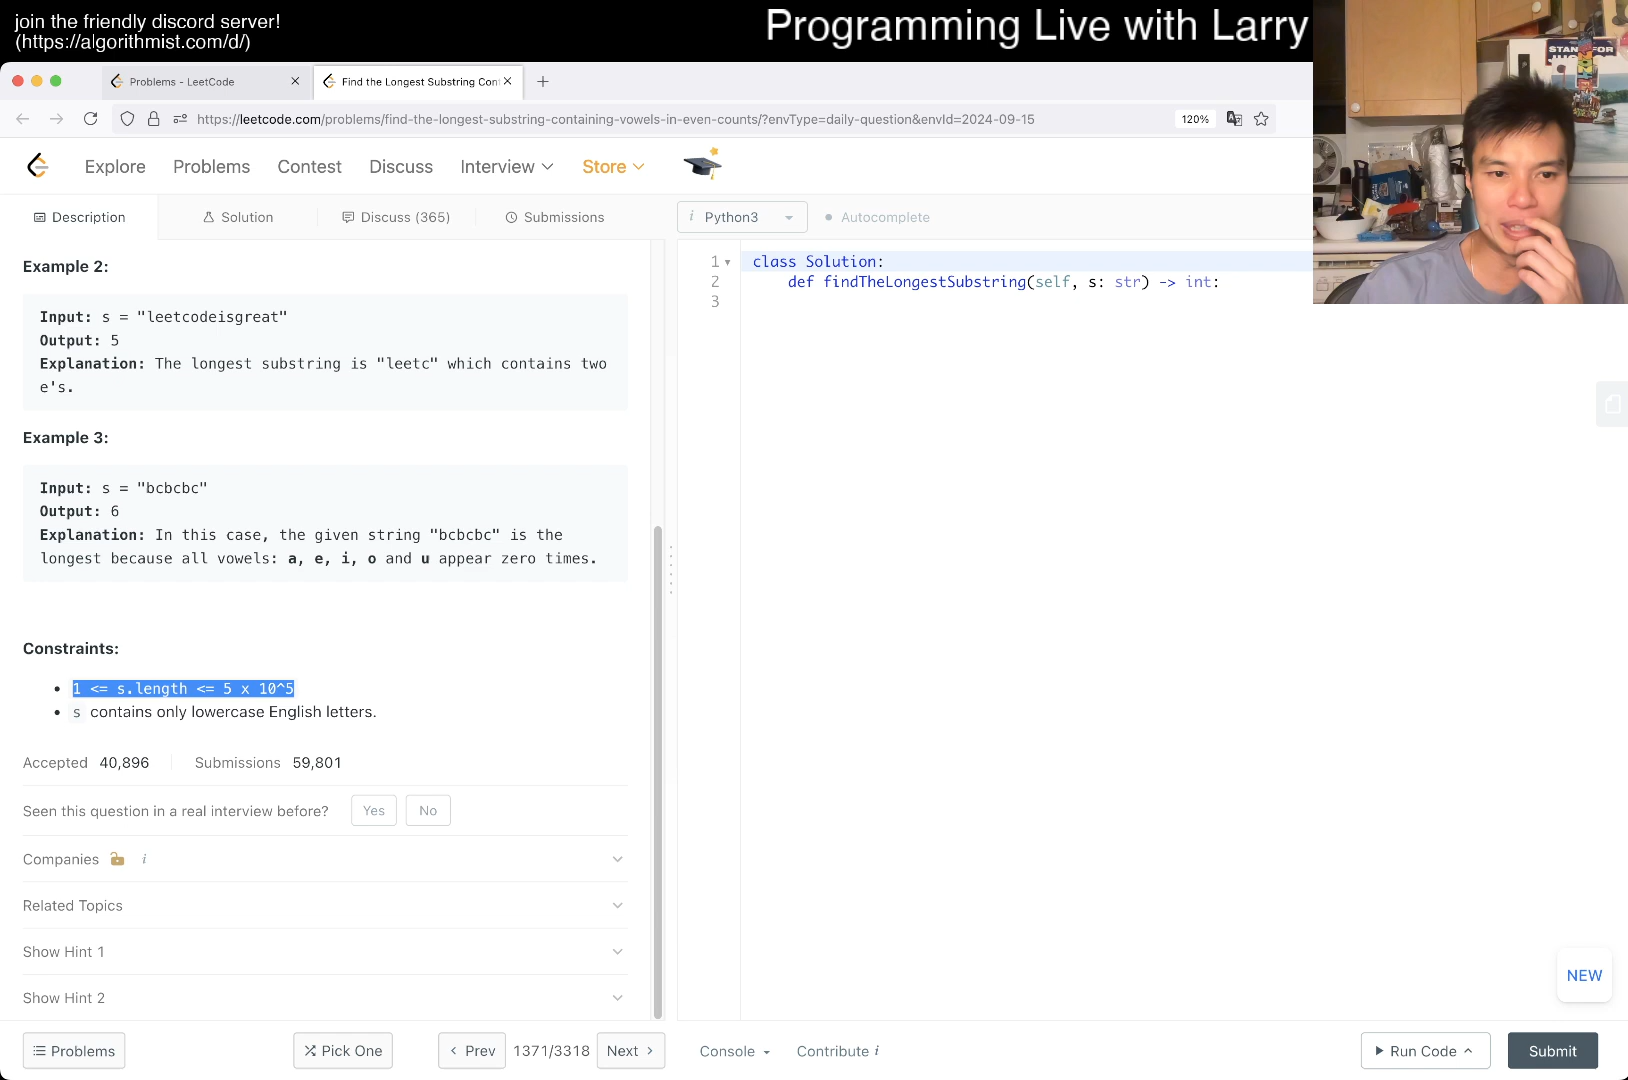 join the friendly discord server!
(https://algorithmist.com/d/)
Programming Live with Larry
Problems - LeetCode
Find the Longest Substring Con
https://leetcode.com/problems/find-the-longest-substring-containing-vowels-in-even-counts/?envType=daily-question&envId=2024-09-15
120%
Explore
Problems
Contest
Discuss
Interview
Store
Description
Solution
Discuss (365)
Submissions
i Python3
Autocomplete
Example 2:
Input: s = "leetcodeisgreat"
Output: 5
Explanation: The longest substring is "leetc" which contains two
e's.
Example 3:
Input: s = "bcbcbc"
Output: 6
Explanation: In this case, the given string "bcbcbc" is the
longest because all vowels: a, e, i, o and u appear zero times.
Constraints:
1 <= s.length <= 5 x 10^5
s contains only lowercase English letters.
Accepted 40,896
Submissions 59,801
Seen this question in a real interview before?
Yes
No
Companies i
Related Topics
Show Hint 1
Show Hint 2
1 class Solution:
2 def findTheLongestSubstring(self, s: str) -> int:
3
NEW
Problems
Pick One
Prev
1371/3318
Next
Console
Contribute i
Run Code
Submit